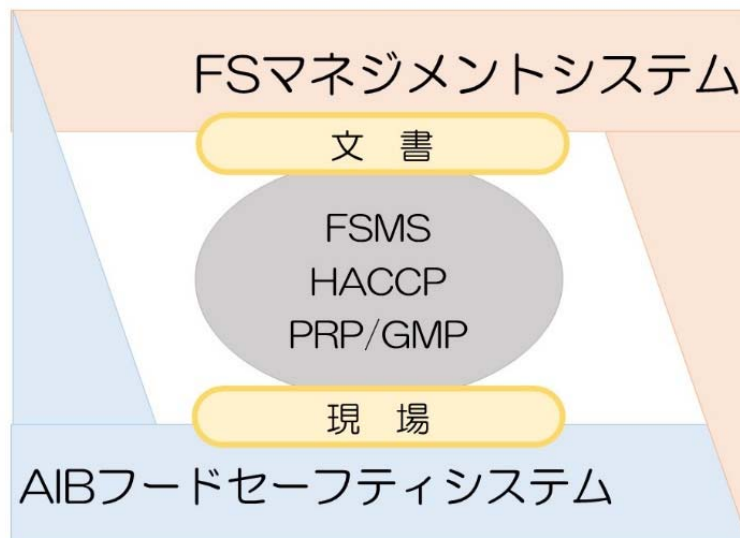 FSマネジメントシステム
文　書
FSMS
HACCP
PRP/GMP
現　場
AIBフードセーフティシステム